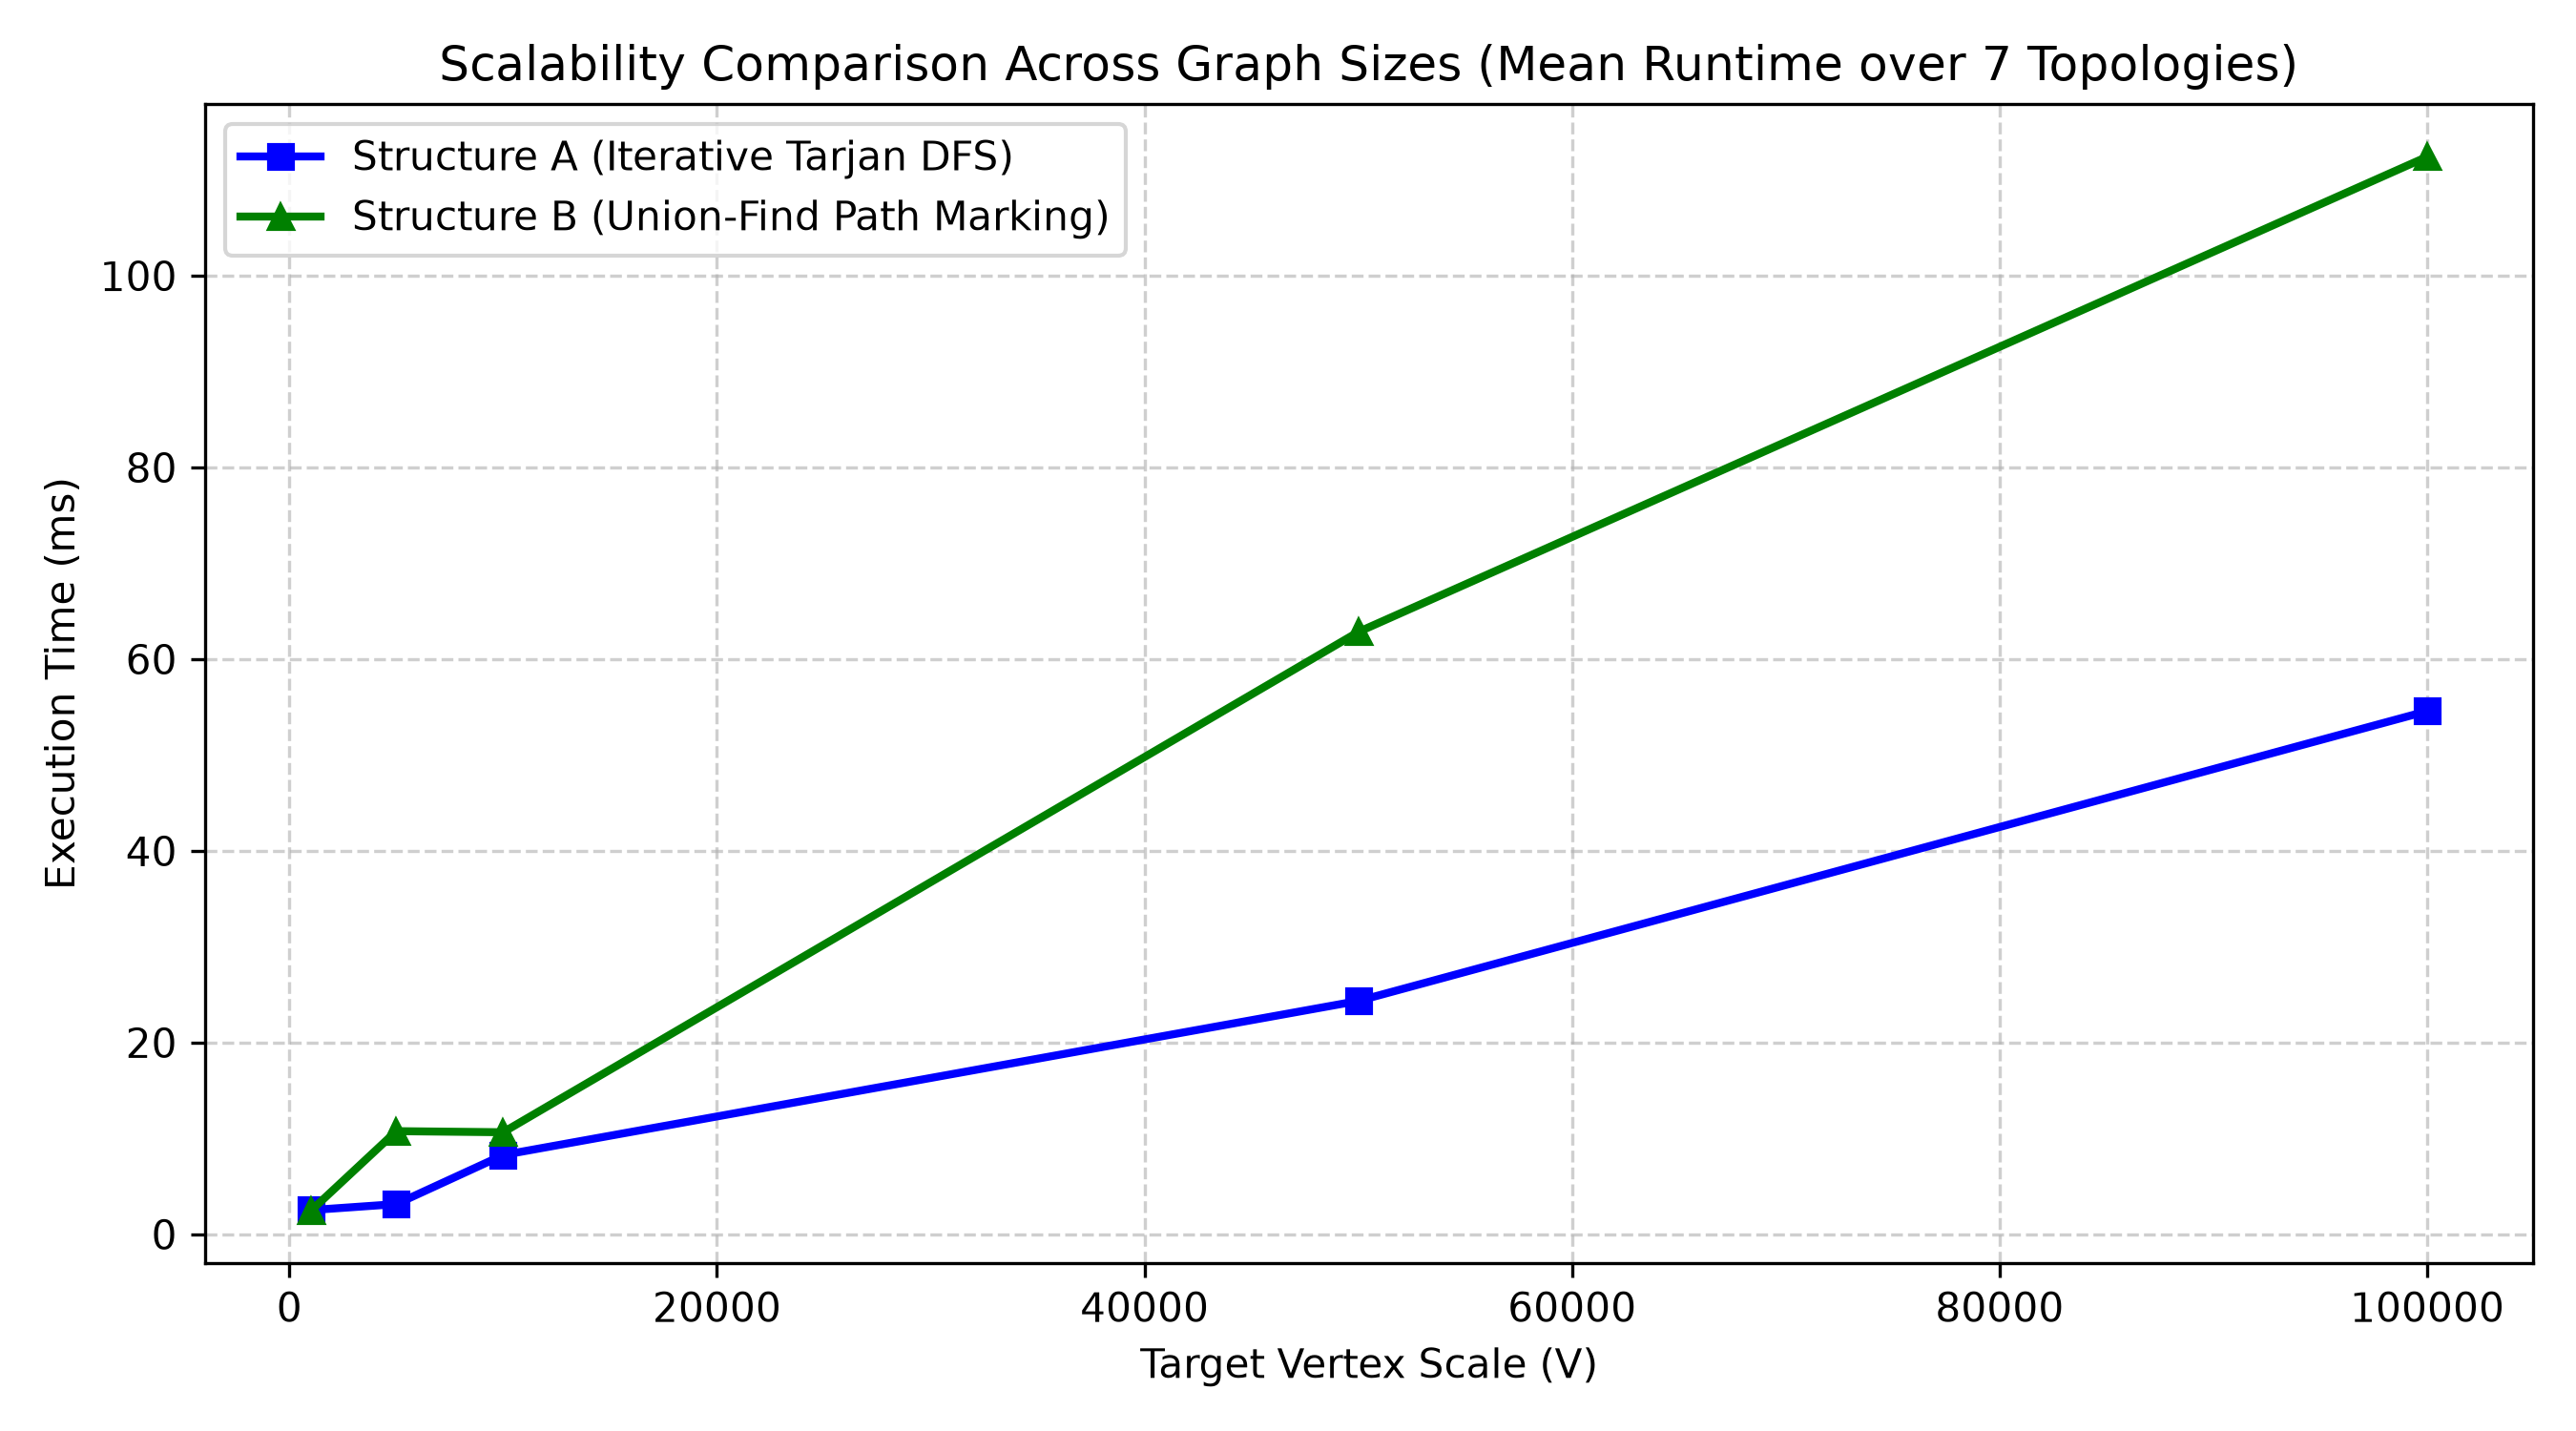 Scalability Comparison Across Graph Sizes (Mean Runtime over 7 Topologies)
Structure A (Iterative Tarjan DFS)
Structure B (Union-Find Path Marking)
Execution Time (ms)
100
80
60
40
20
0
0 20000 40000 60000 80000 100000
Target Vertex Scale (V)